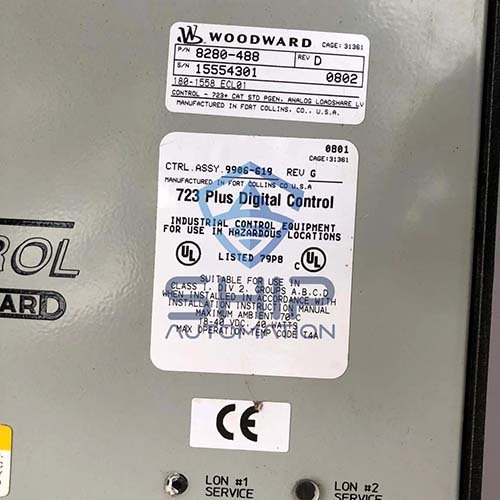 WOODWARD CAGE: 31361
P/N 8280-488 REV D
S/N 15554301 0802
180-1558 ECL01
CONTROL - 723+ CAT STD PGEN, ANALOG LOADSHARE LV
MANUFACTURED IN FORT COLLINS, CO., U.S.A.
0801
CAGE:31361
CTRL.ASSY. 9906-619 REV G
MANUFACTURED IN FORT COLLINS CO U.S.A
723 Plus Digital Control
INDUSTRIAL CONTROL EQUIPMENT
FOR USE IN HAZARDOUS LOCATIONS
UL LISTED 79P8 C UL
SUITABLE FOR USE IN
CLASS I, DIV 2, GROUPS A,B,C,D
WHEN INSTALLED IN ACCORDANCE WITH
INSTALLATION INSTRUCTION MANUAL
MAXIMUM AMBIENT 70°C
18-40 VDC, 40 WATTS
MAX OPERATION TEMP CODE T4A
AUTOMATION
ROL
ARD
CE
LON #1
SERVICE
LON #2
SERVICE